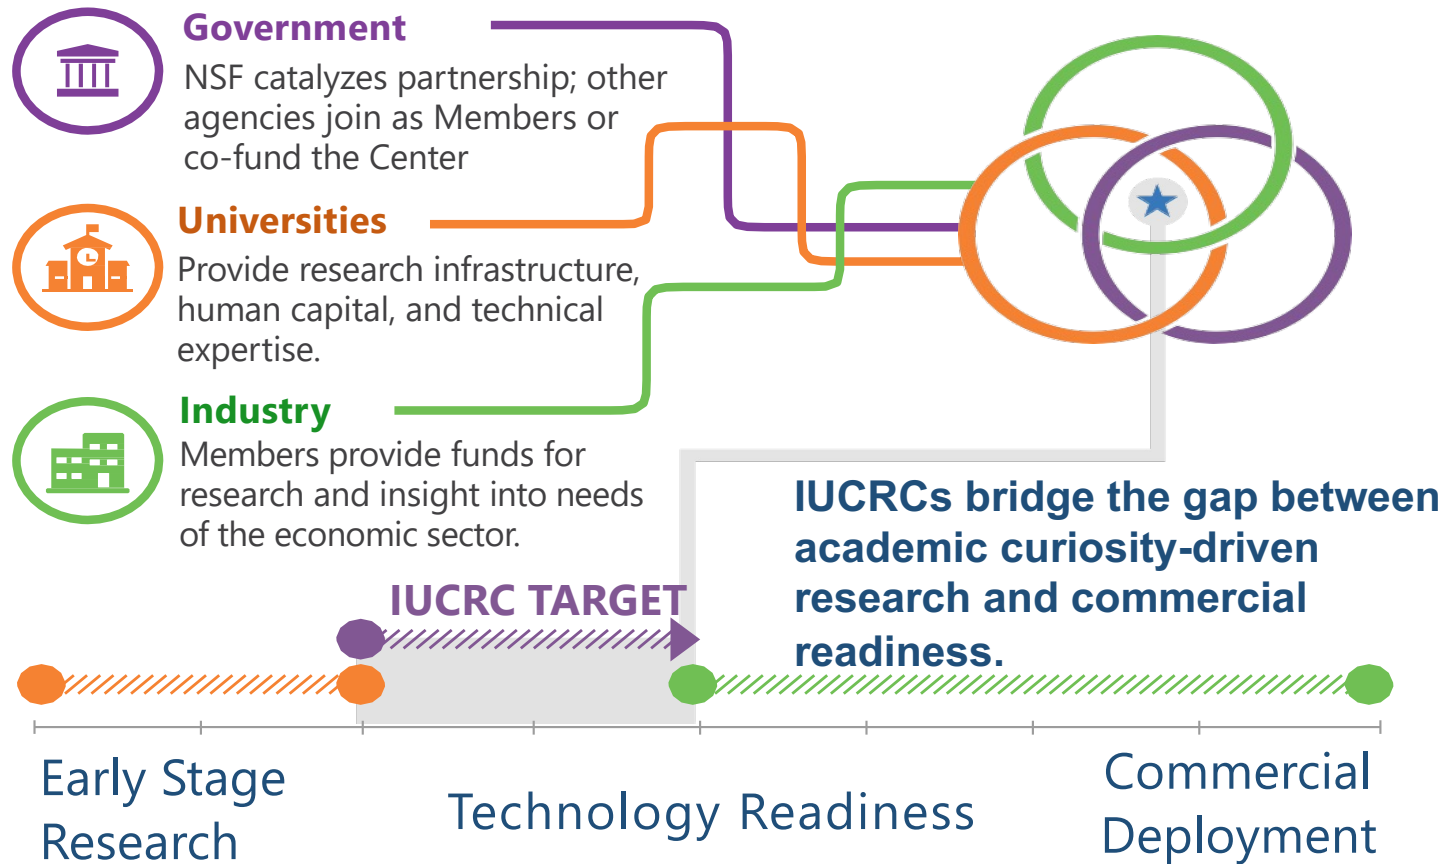 Government
NSF catalyzes partnership; other
agencies join as Members or
co-fund the Center
Universities
Provide research infrastructure,
human capital, and technical
expertise.
Industry
Members provide funds for
research and insight into needs
of the economic sector.
IUCRCs bridge the gap between
academic curiosity-driven
research and commercial
readiness.
IUCRC TARGET
Early Stage
Research
Technology Readiness
Commercial
Deployment